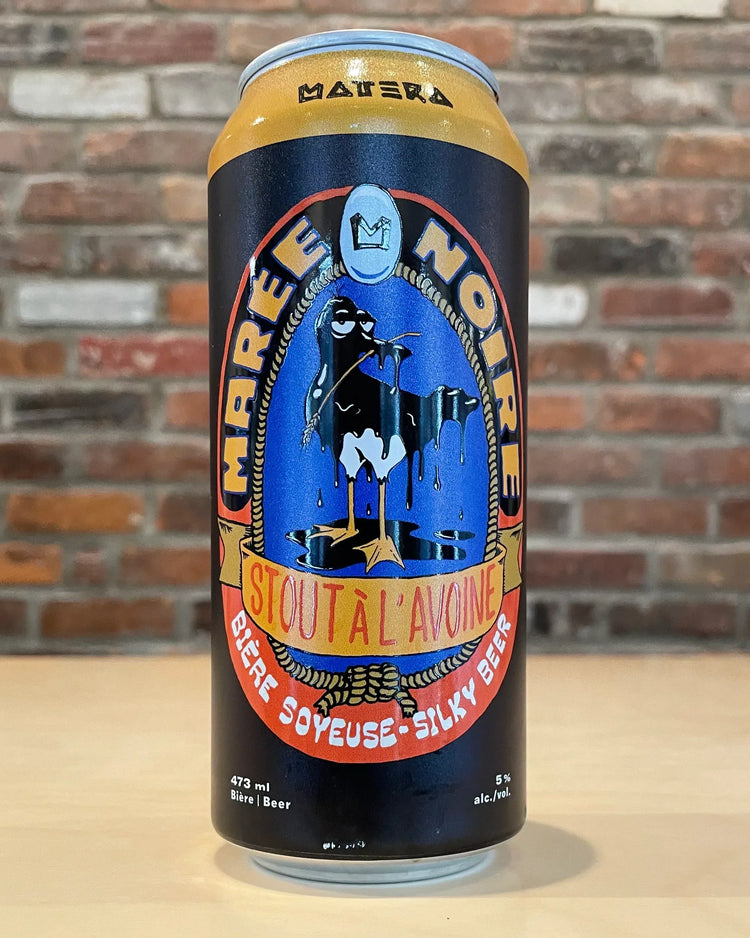 MATERA
M
MARÉE NOIRE
STOUT À L'AVOINE
BIÈRE SOYEUSE - SILKY BEER
473 ml
Bière | Beer
5 %
alc./vol.